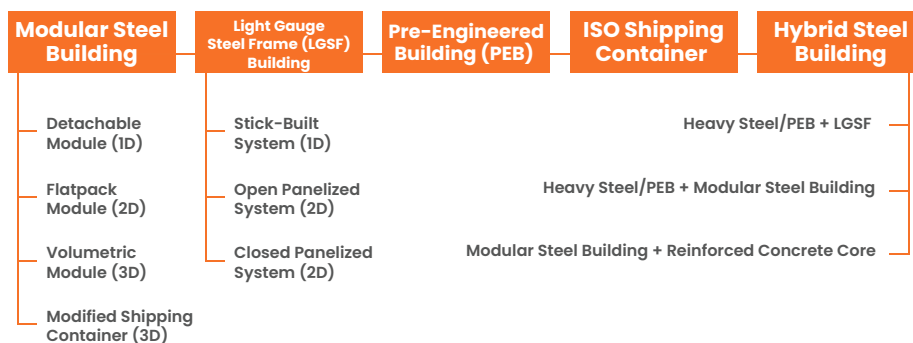 Modular Steel
Building
Light Gauge
Steel Frame (LGSF)
Building
Pre-Engineered
Building (PEB)
ISO Shipping
Container
Hybrid Steel
Building
Detachable
Module (1D)
Flatpack
Module (2D)
Volumetric
Module (3D)
Modified Shipping
Container (3D)
Stick-Built
System (1D)
Open Panelized
System (2D)
Closed Panelized
System (2D)
Heavy Steel/PEB + LGSF
Heavy Steel/PEB + Modular Steel Building
Modular Steel Building + Reinforced Concrete Core